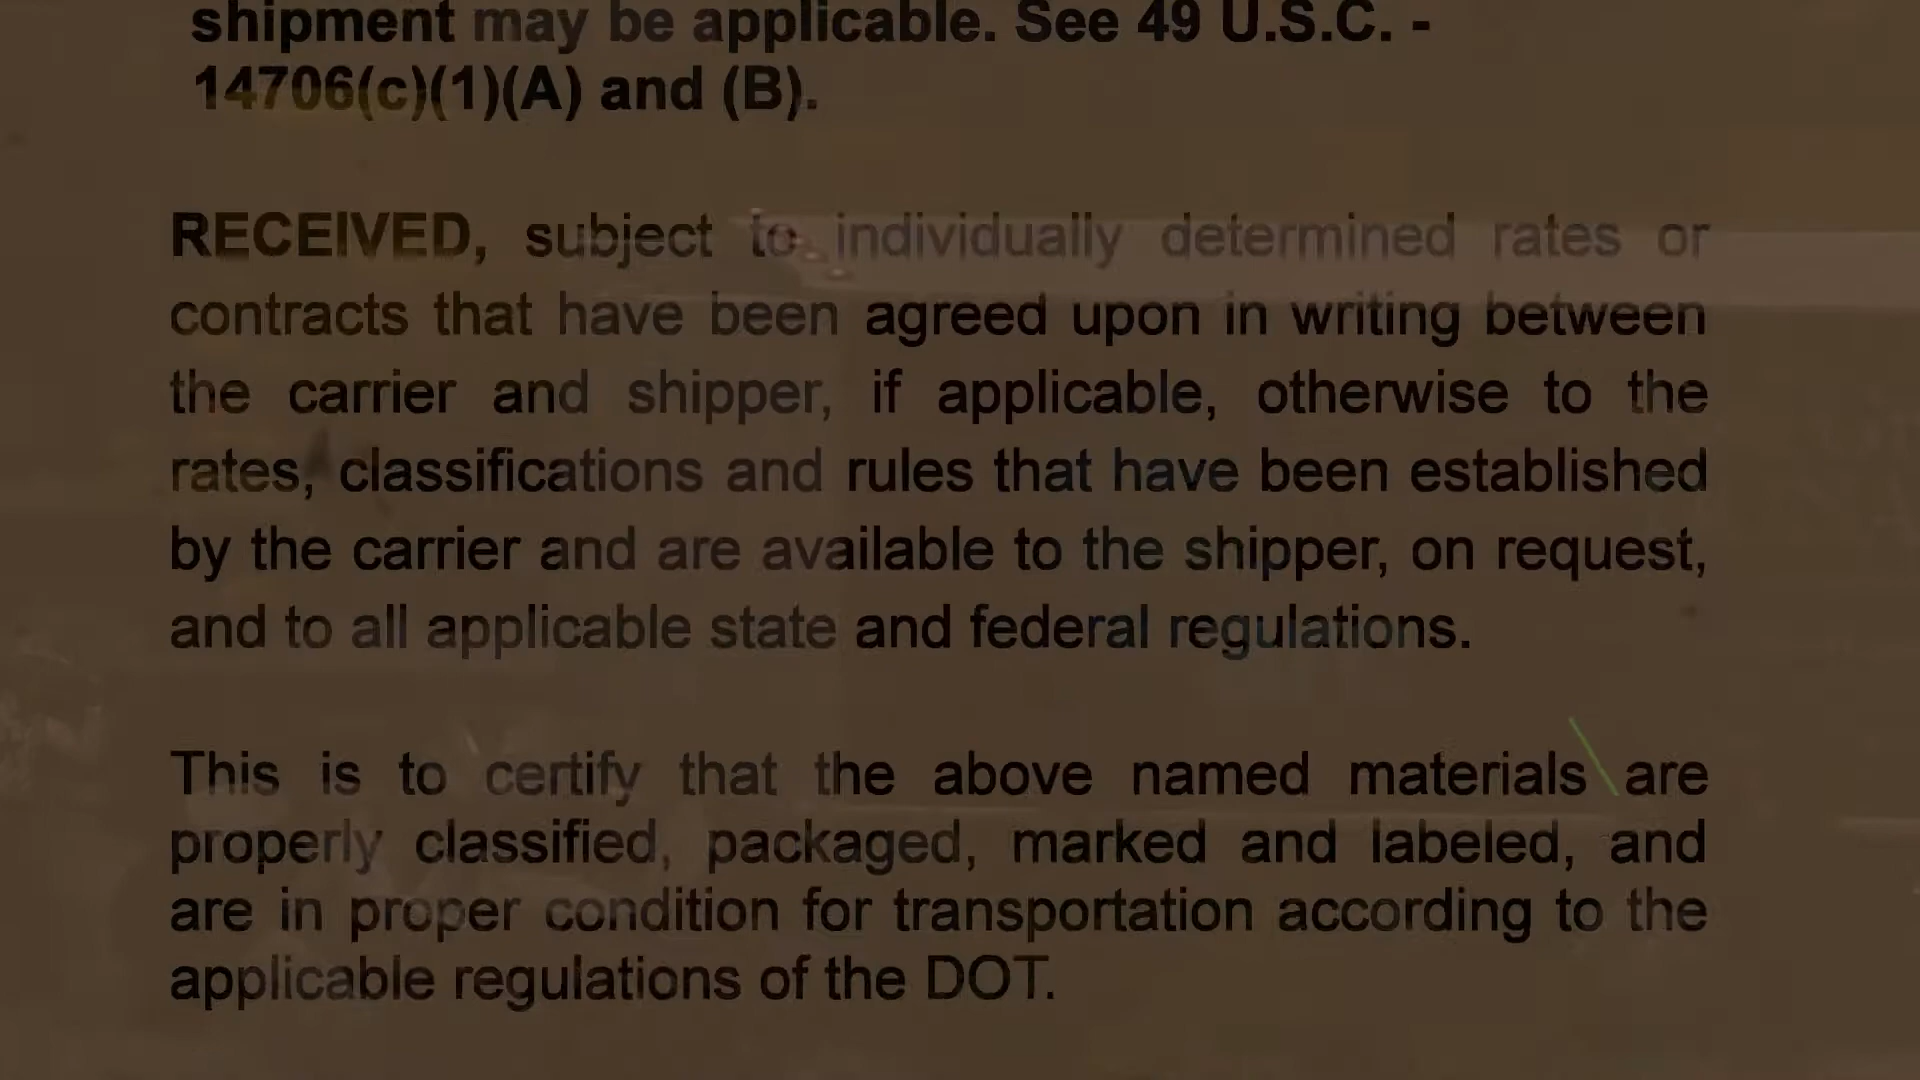 shipment may be applicable. See 49 U.S.C. -
14706(c)(1)(A) and (B).
RECEIVED, subject to individually determined rates or
contracts that have been agreed upon in writing between
the carrier and shipper, if applicable, otherwise to the
rates, classifications and rules that have been established
by the carrier and are available to the shipper, on request,
and to all applicable state and federal regulations.
This is to certify that the above named materials are
properly classified, packaged, marked and labeled, and
are in proper condition for transportation according to the
applicable regulations of the DOT.